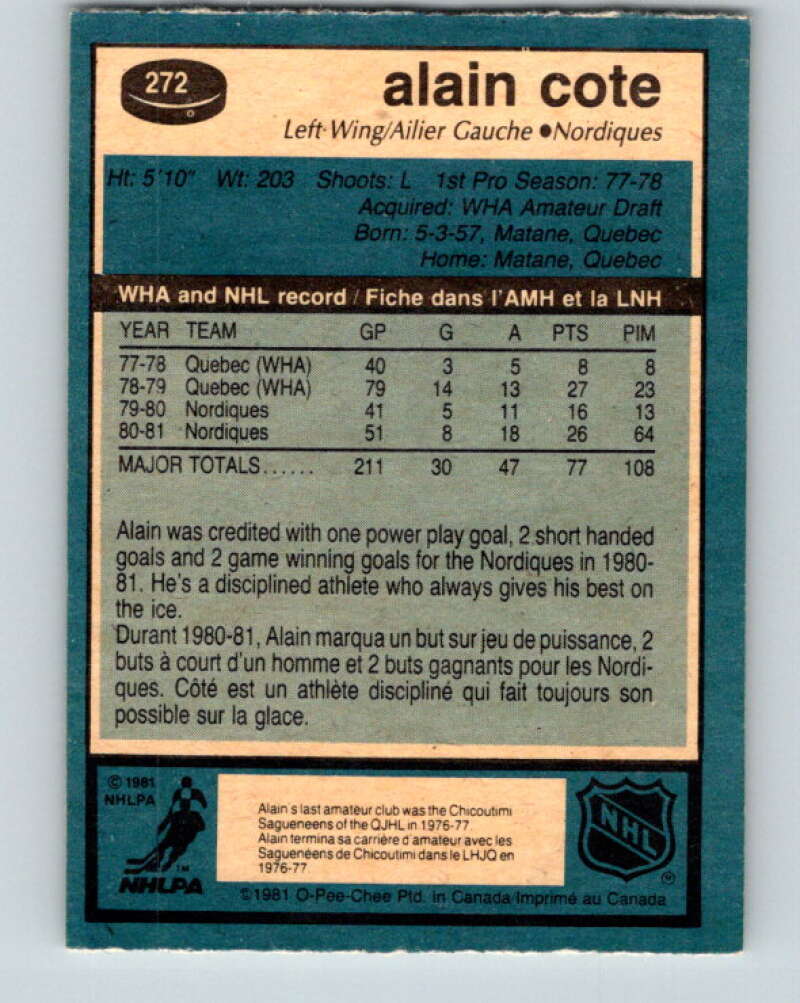 272
alain cote
Left Wing/Ailier Gauche ●Nordiques
Ht: 5'10" Wt: 203 Shoots: L 1st Pro Season: 77-78
Acquired: WHA Amateur Draft
Born: 5-3-57, Matane, Quebec
Home: Matane, Quebec
WHA and NHL record / Fiche dans l'AMH et la LNH
YEAR TEAM GP G A PTS PIM
77-78 Quebec (WHA) 40 3 5 8 8
78-79 Quebec (WHA) 79 14 13 27 23
79-80 Nordiques 41 5 11 16 13
80-81 Nordiques 51 8 18 26 64
MAJOR TOTALS...... 211 30 47 77 108
Alain was credited with one power play goal, 2 short handed
goals and 2 game winning goals for the Nordiques in 1980-
81. He's a disciplined athlete who always gives his best on
the ice.
Durant 1980-81, Alain marqua un but sur jeu de puissance, 2
buts à court d'un homme et 2 buts gagnants pour les Nordi-
ques. Côté est un athlète discipliné qui fait toujours son
possible sur la glace.
© 1981
NHLPA
NHLPA
TM
Alain's last amateur club was the Chicoutimi
Sagueneens of the QJHL in 1976-77.
Alain termina sa carrière d'amateur avec les
Saguenéens de Chicoutimi dans le LHJQ en
1976-77.
NHL
©1981 O-Pee-Chee Ptd. in Canada/Imprimé au Canada